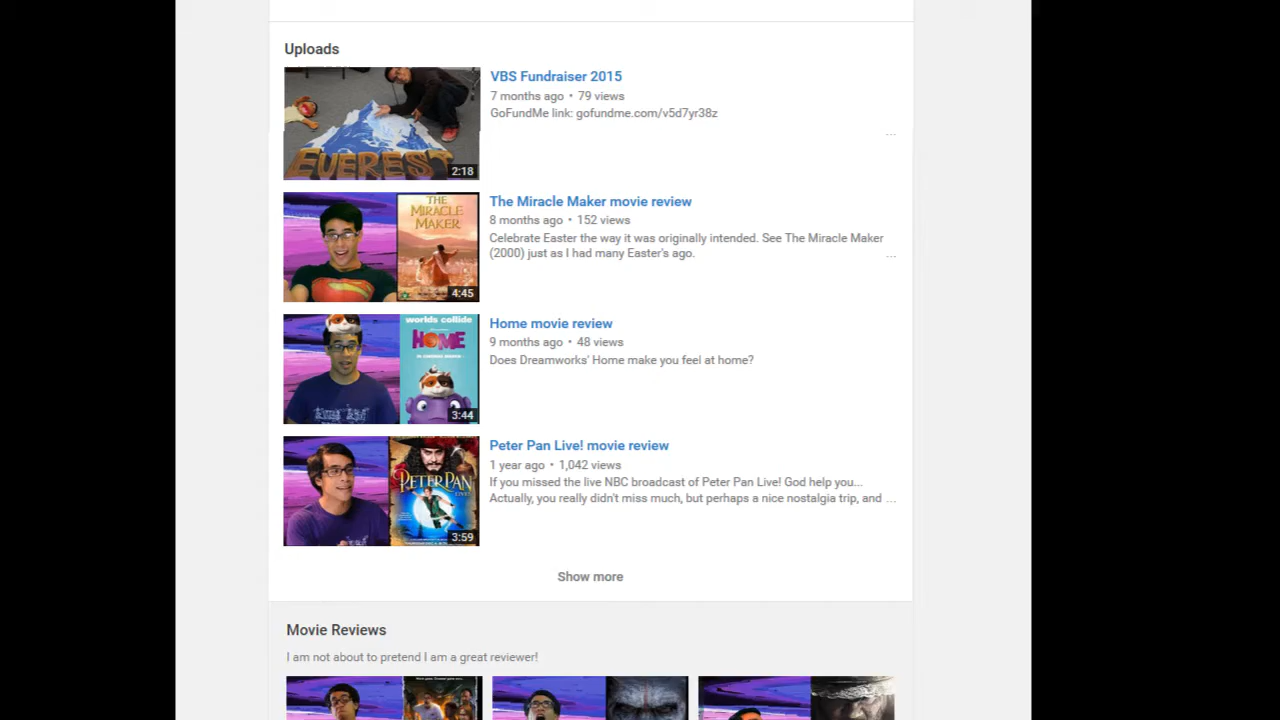 Uploads
VBS Fundraiser 2015
7 months ago • 79 views
GoFundMe link: gofundme.com/v5d7yr38z
...
EVEREST
2:18
The Miracle Maker movie review
8 months ago • 152 views
Celebrate Easter the way it was originally intended. See The Miracle Maker
(2000) just as I had many Easter's ago.
...
THE
MIRACLE
MAKER
4:45
Home movie review
9 months ago • 48 views
Does Dreamworks' Home make you feel at home?
worlds collide
HOME
3:44
Peter Pan Live! movie review
1 year ago • 1,042 views
If you missed the live NBC broadcast of Peter Pan Live! God help you...
Actually, you really didn't miss much, but perhaps a nice nostalgia trip, and ...
PETER PAN
LIVE!
3:59
Show more
Movie Reviews
I am not about to pretend I am a great reviewer!